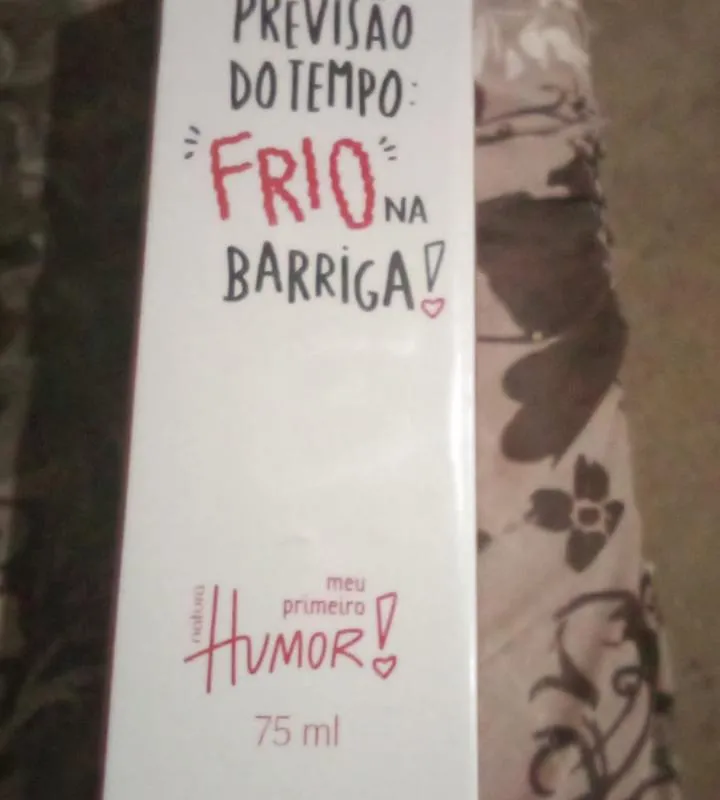 PREVISÃO
DO TEMPO:
"FRIO" NA
BARRIGA!
natura
meu
primeiro
HUMOR!
75 ml